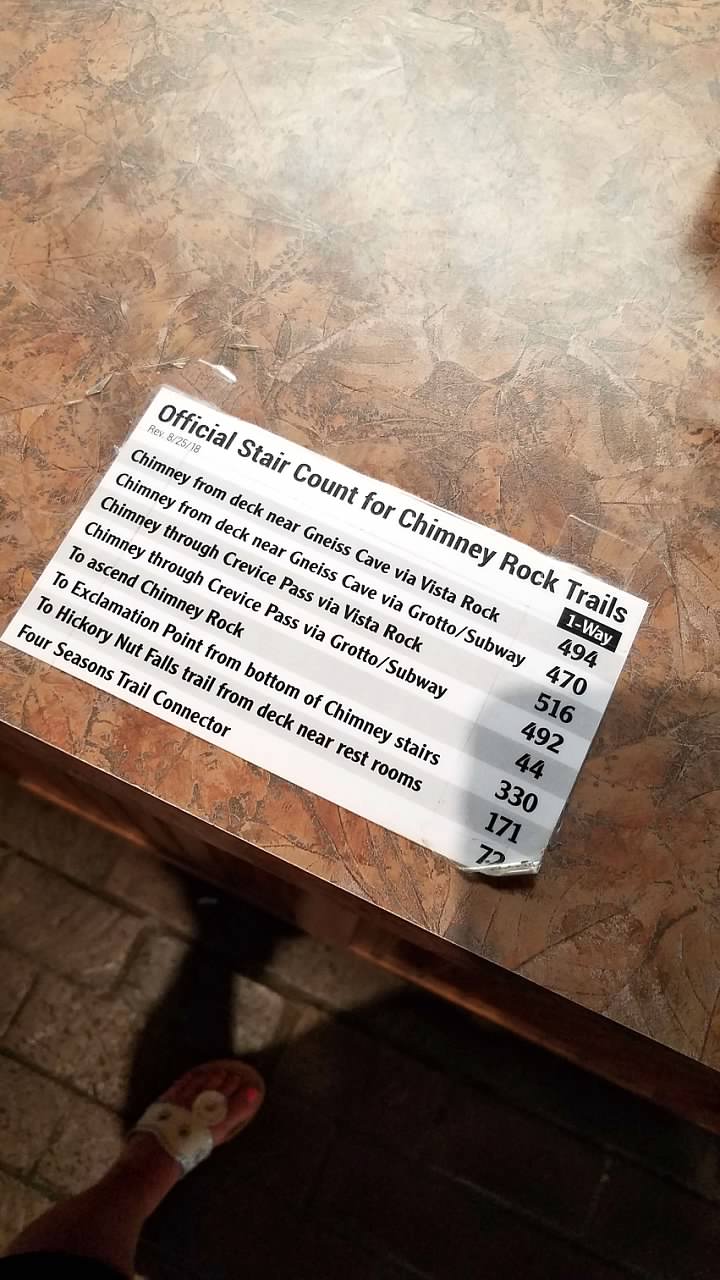 Official Stair Count for Chimney Rock Trails
Rev. 8/25/18
1-Way
Chimney from deck near Gneiss Cave via Vista Rock 494
Chimney from deck near Gneiss Cave via Grotto/Subway 470
Chimney through Crevice Pass via Vista Rock 516
Chimney through Crevice Pass via Grotto/Subway 492
To ascend Chimney Rock 44
To Exclamation Point from bottom of Chimney stairs 330
To Hickory Nut Falls trail from deck near rest rooms 171
Four Seasons Trail Connector 72